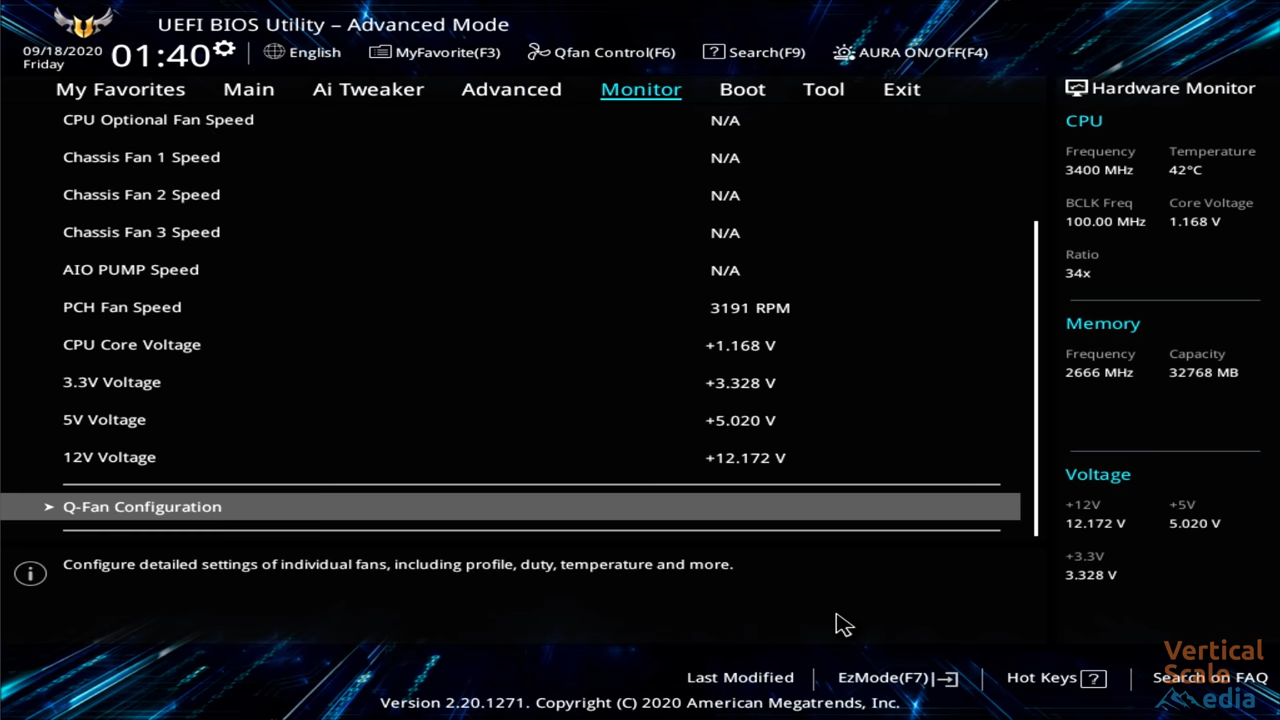 UEFI BIOS Utility – Advanced Mode
09/18/2020
Friday
01:40
English
MyFavorite(F3)
Qfan Control(F6)
? Search(F9)
AURA ON/OFF(F4)
My Favorites Main Ai Tweaker Advanced Monitor Boot Tool Exit
CPU Optional Fan Speed N/A
Chassis Fan 1 Speed N/A
Chassis Fan 2 Speed N/A
Chassis Fan 3 Speed N/A
AIO PUMP Speed N/A
PCH Fan Speed 3191 RPM
CPU Core Voltage +1.168 V
3.3V Voltage +3.328 V
5V Voltage +5.020 V
12V Voltage +12.172 V
Q-Fan Configuration
Configure detailed settings of individual fans, including profile, duty, temperature and more.
Hardware Monitor
CPU
Frequency Temperature
3400 MHz 42°C
BCLK Freq Core Voltage
100.00 MHz 1.168 V
Ratio
34x
Memory
Frequency Capacity
2666 MHz 32768 MB
Voltage
+12V +5V
12.172 V 5.020 V
+3.3V
3.328 V
Vertical
Scale
Media
Last Modified
EzMode(F7)
Hot Keys ?
Search on FAQ
Version 2.20.1271. Copyright (C) 2020 American Megatrends, Inc.